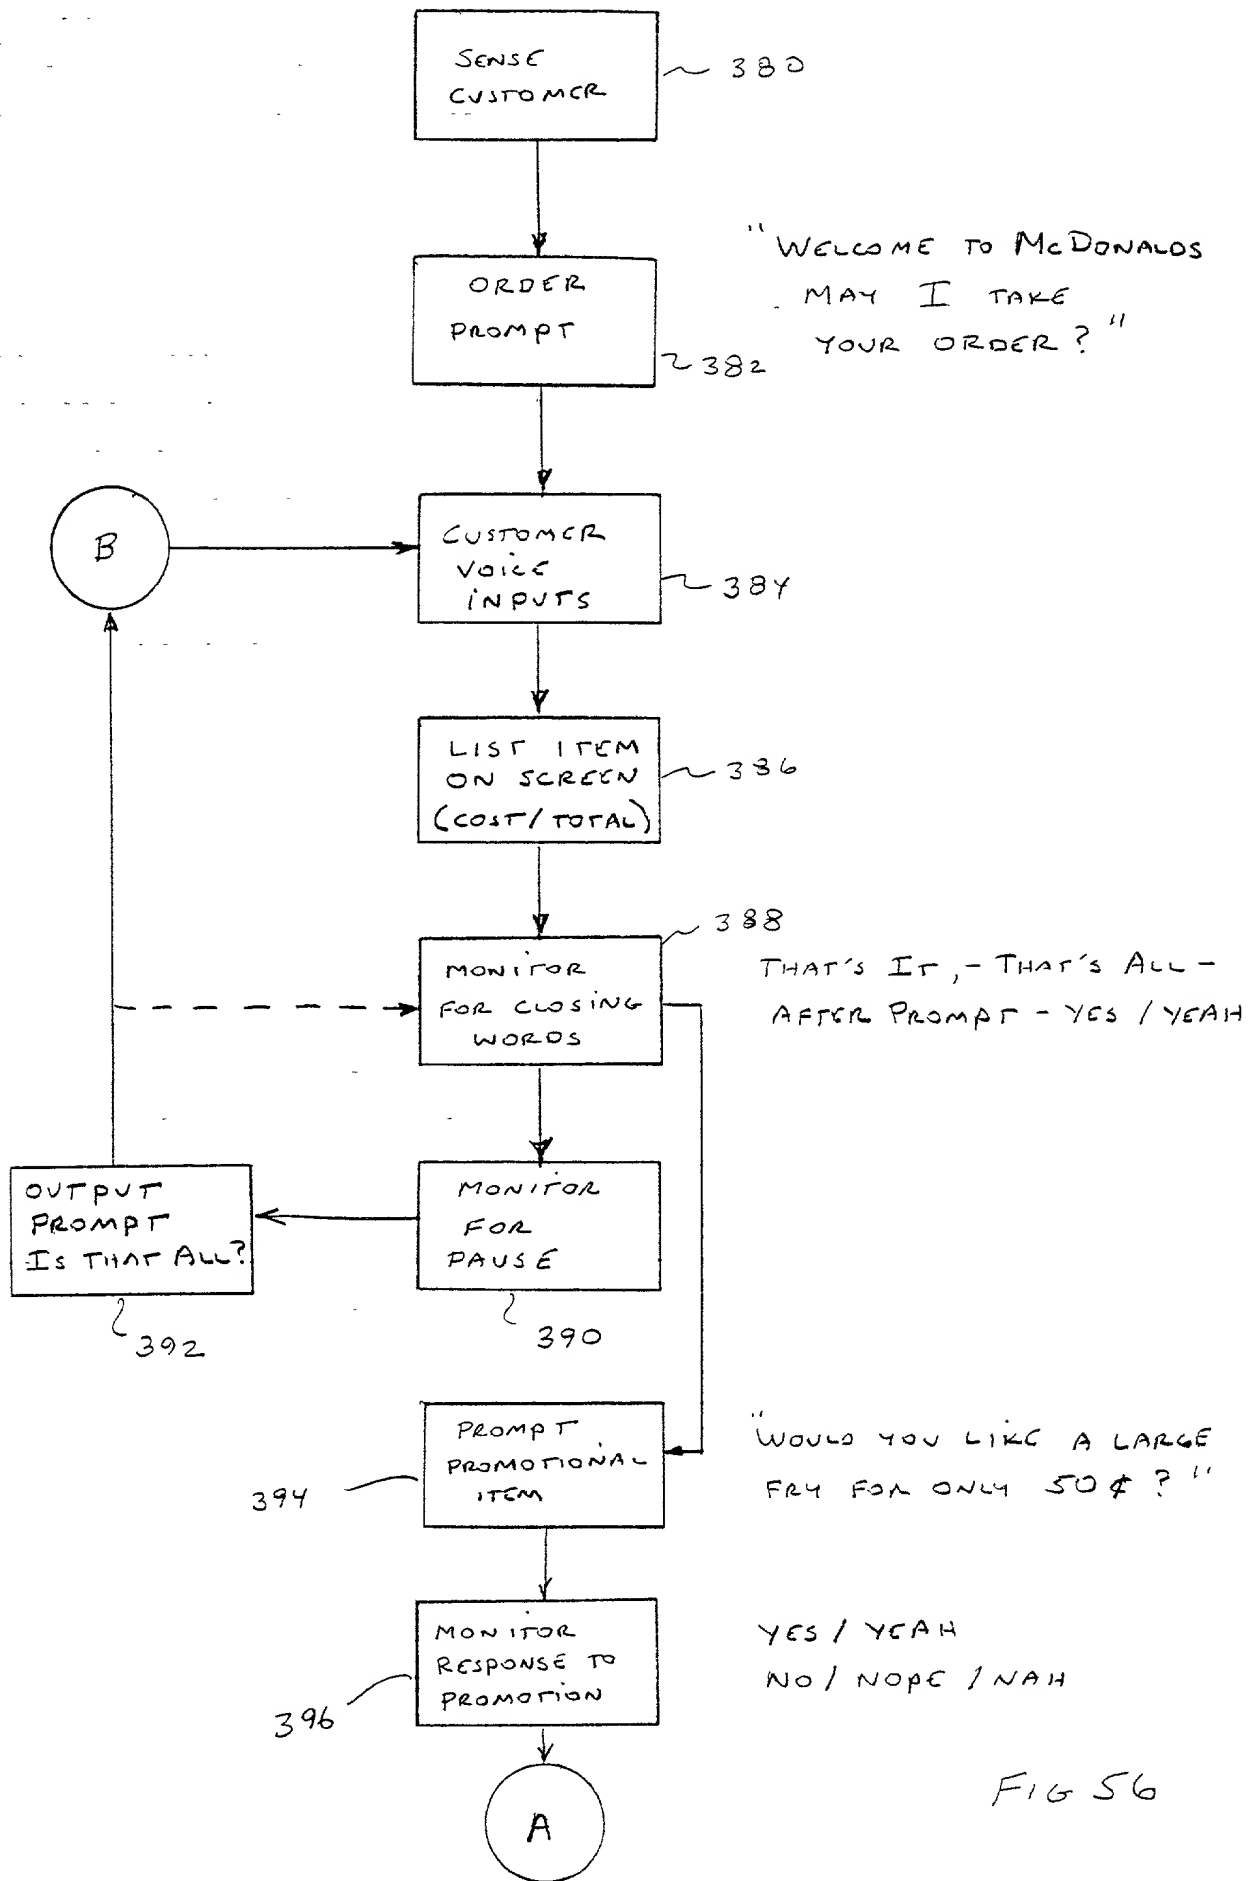 SENSE
CUSTOMER
380
ORDER
PROMPT
382
"WELCOME TO McDONALDS
MAY I TAKE
YOUR ORDER?"
B
CUSTOMER
VOICE
INPUTS
384
LIST ITEM
ON SCREEN
(COST/TOTAL)
386
MONITOR
FOR CLOSING
WORDS
388
THAT'S IT,- THAT'S ALL -
AFTER PROMPT - YES / YEAH
OUTPUT
PROMPT
IS THAT ALL?
392
MONITOR
FOR
PAUSE
390
PROMPT
PROMOTIONAL
ITEM
394
"WOULD YOU LIKE A LARGE
FRY FOR ONLY 50¢?"
MONITOR
RESPONSE TO
PROMOTION
396
YES / YEAH
NO / NOPE / NAH
A
FIG 56